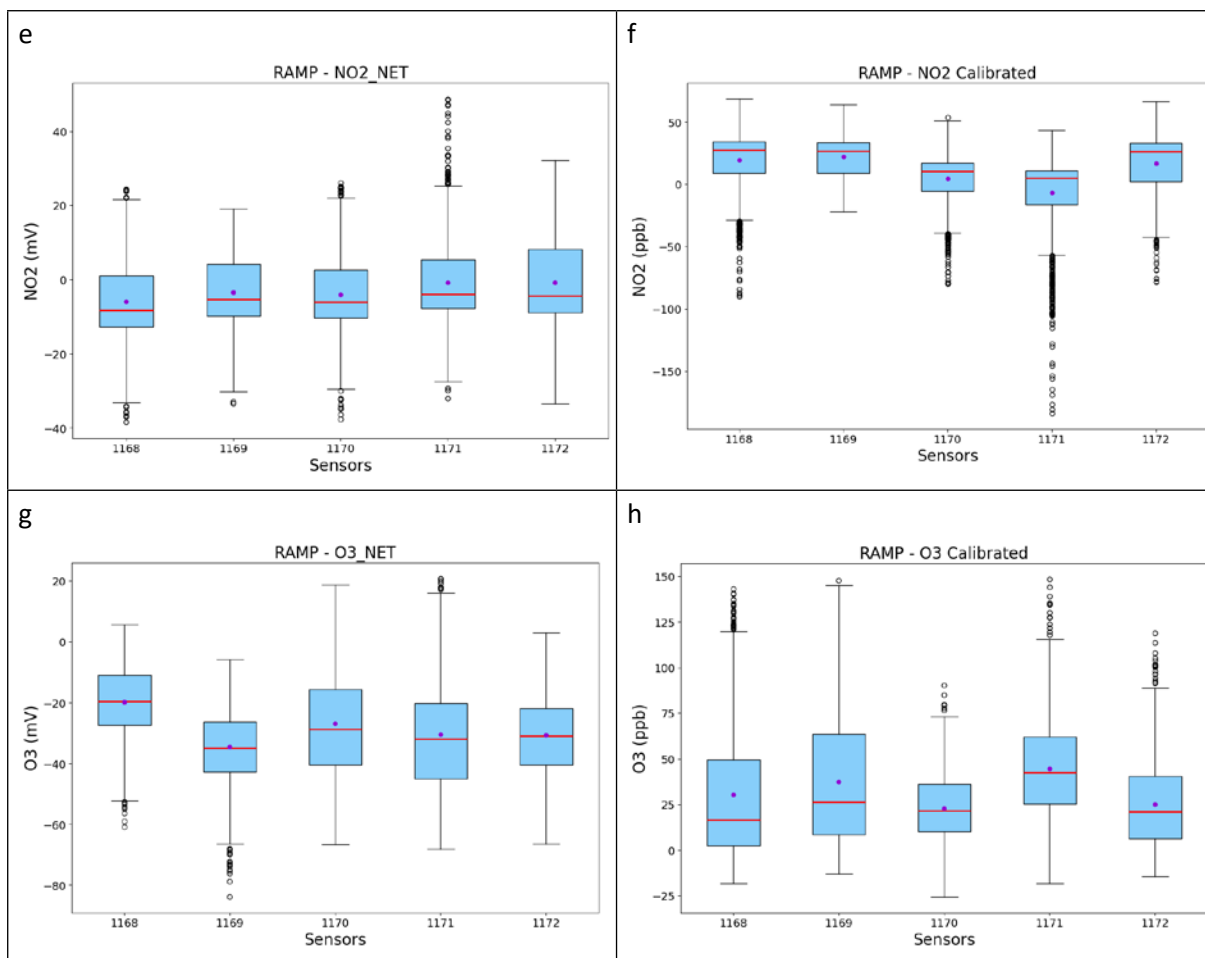 e
RAMP - NO2_NET
NO2 (mV)
40
20
0
−20
−40
1168 1169 1170 1171 1172
Sensors
f
RAMP - NO2 Calibrated
NO2 (ppb)
50
0
−50
−100
−150
1168 1169 1170 1171 1172
Sensors
g
RAMP - O3_NET
O3 (mV)
20
0
−20
−40
−60
−80
1168 1169 1170 1171 1172
Sensors
h
RAMP - O3 Calibrated
O3 (ppb)
150
125
100
75
50
25
0
−25
1168 1169 1170 1171 1172
Sensors